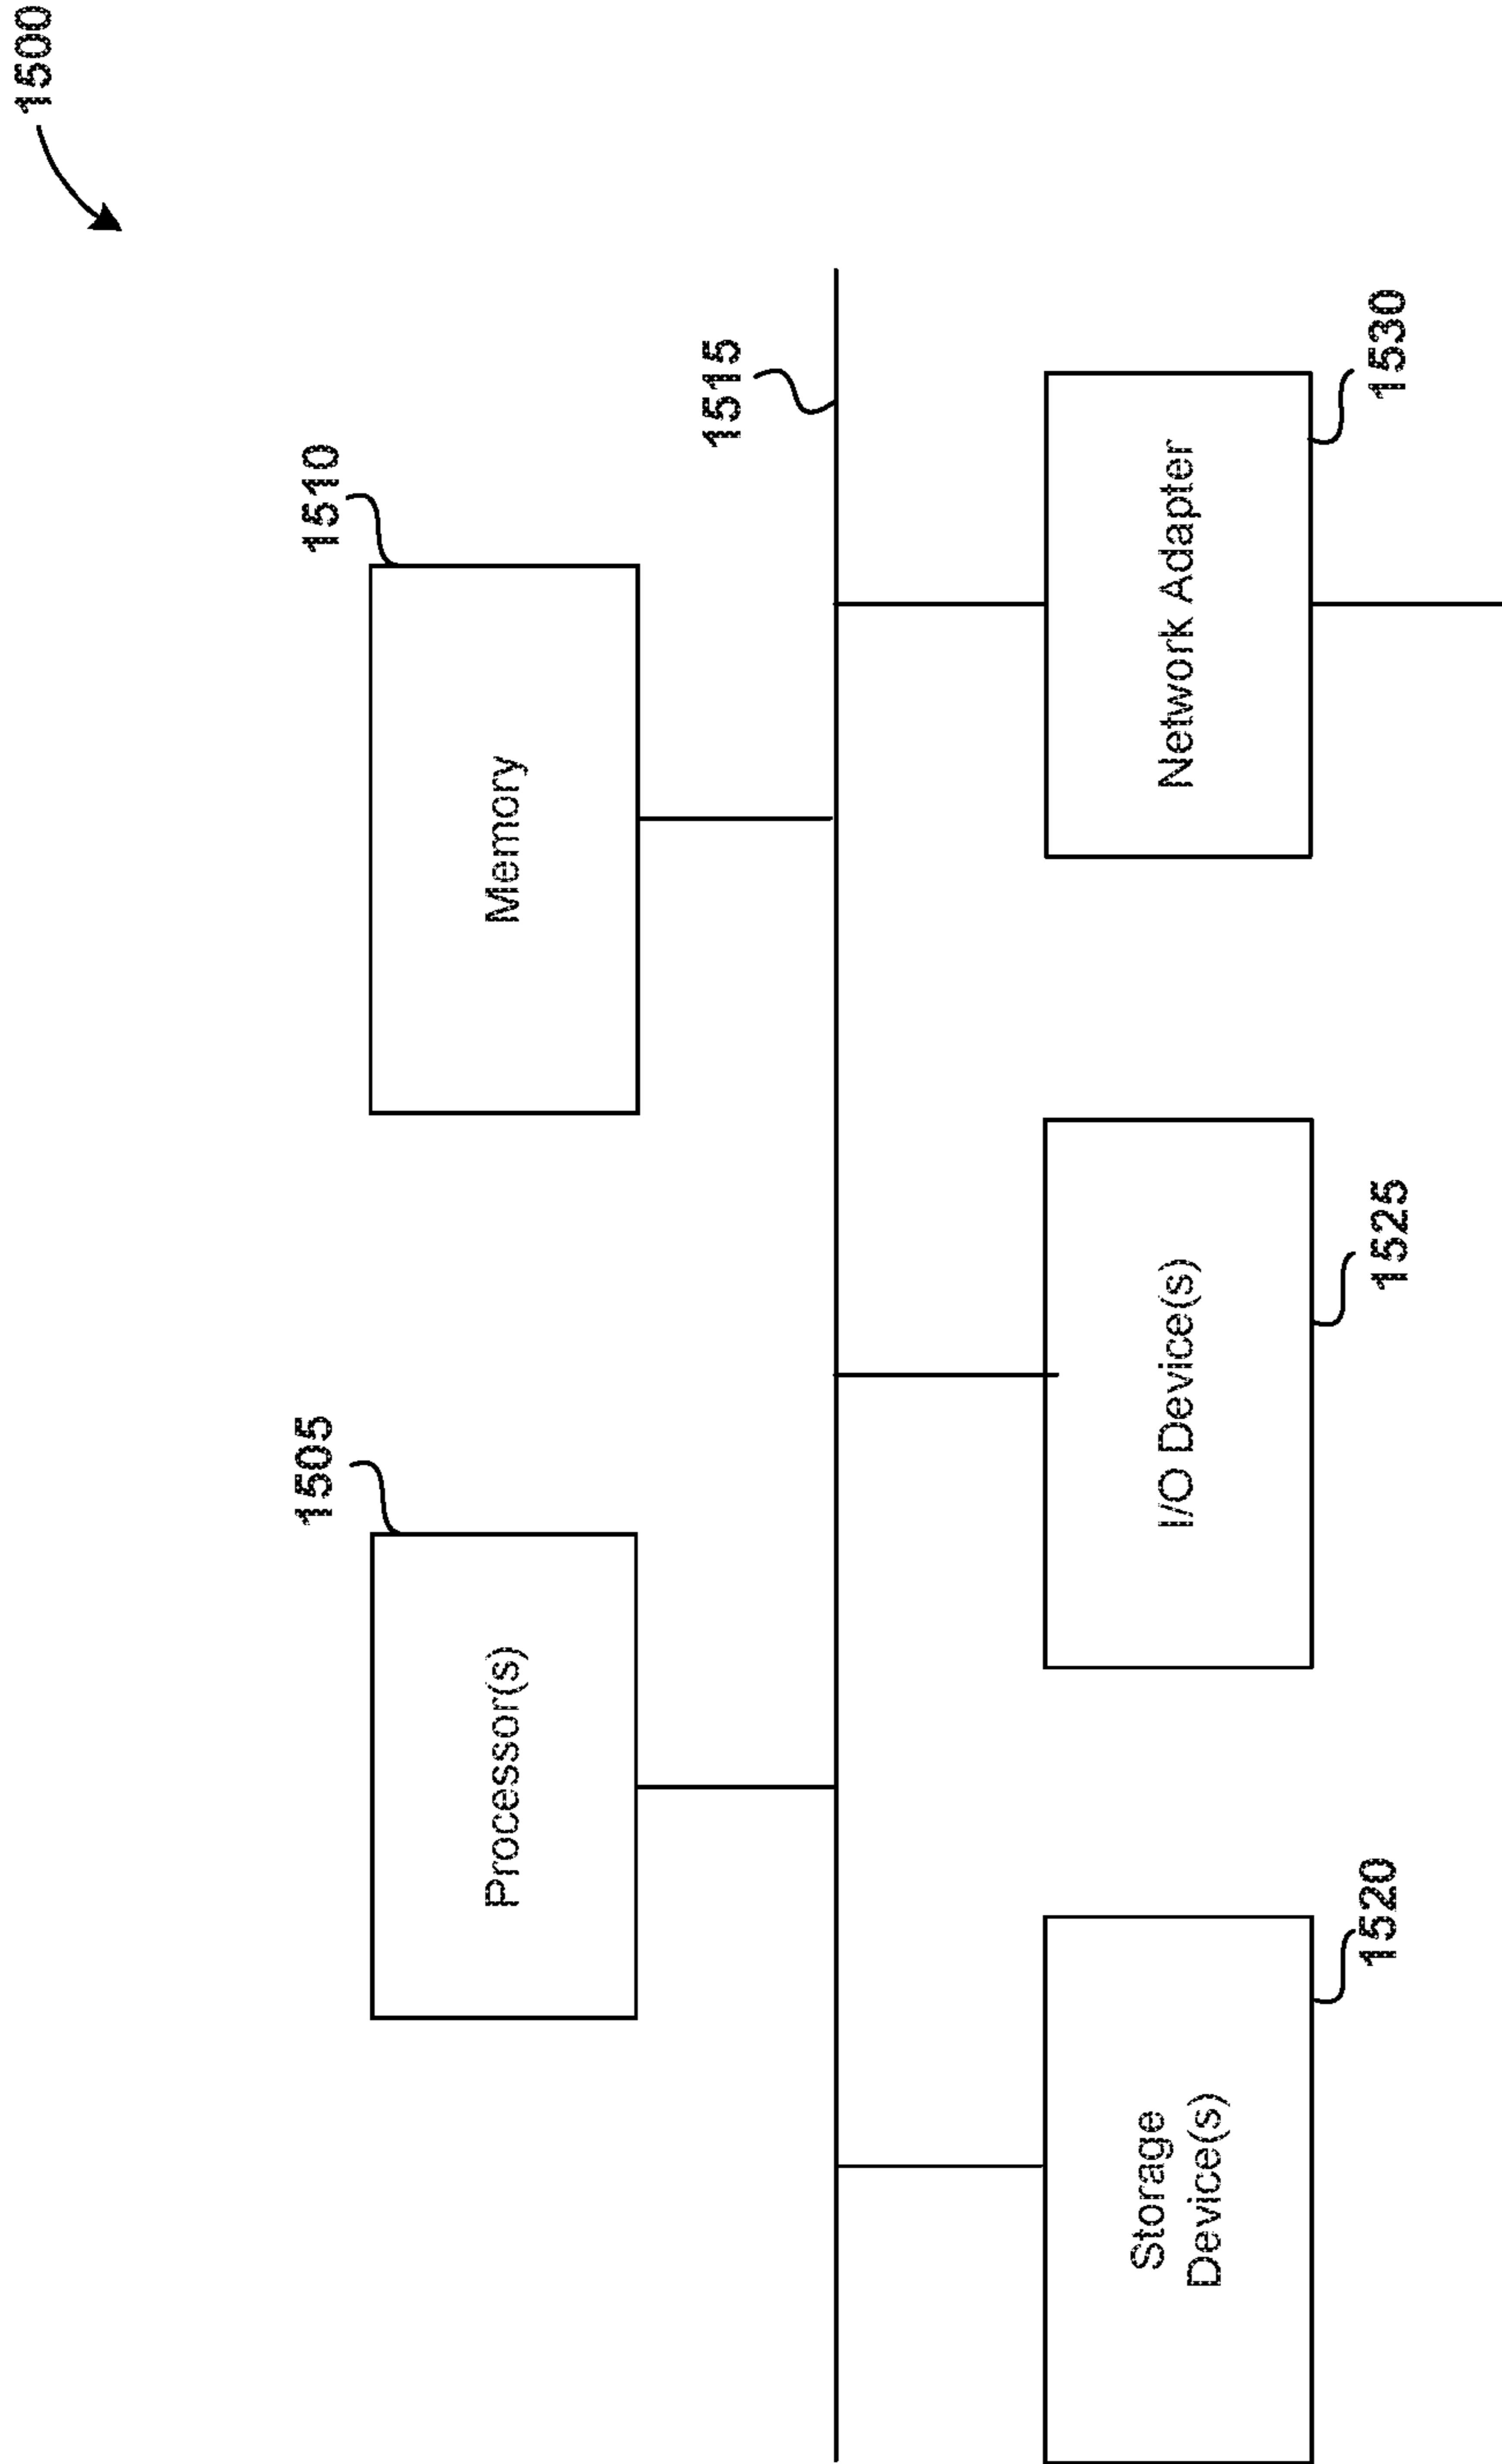 1500
1505
1510
Processor(s)
Memory
1515
Storage
Device(s)
I/O Device(s)
Network Adapter
1520
1525
1530